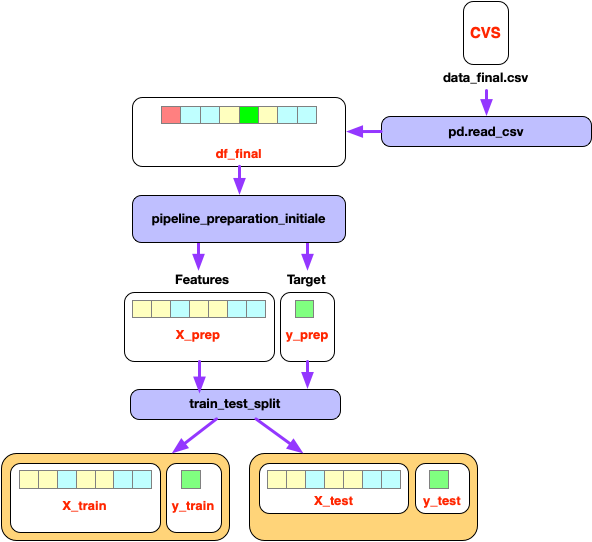 CVS
data_final.csv
pd.read_csv
df_final
pipeline_preparation_initiale
Features
Target
X_prep
y_prep
train_test_split
X_train
y_train
X_test
y_test